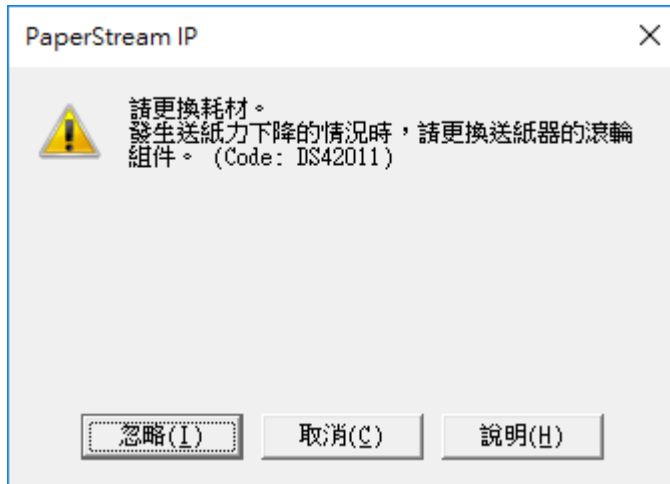 PaperStream IP
請更換耗材。
發生送紙力下降的情況時，請更換送紙器的滾輪
組件。 (Code: DS42011)
忽略(I) 取消(C) 說明(H)